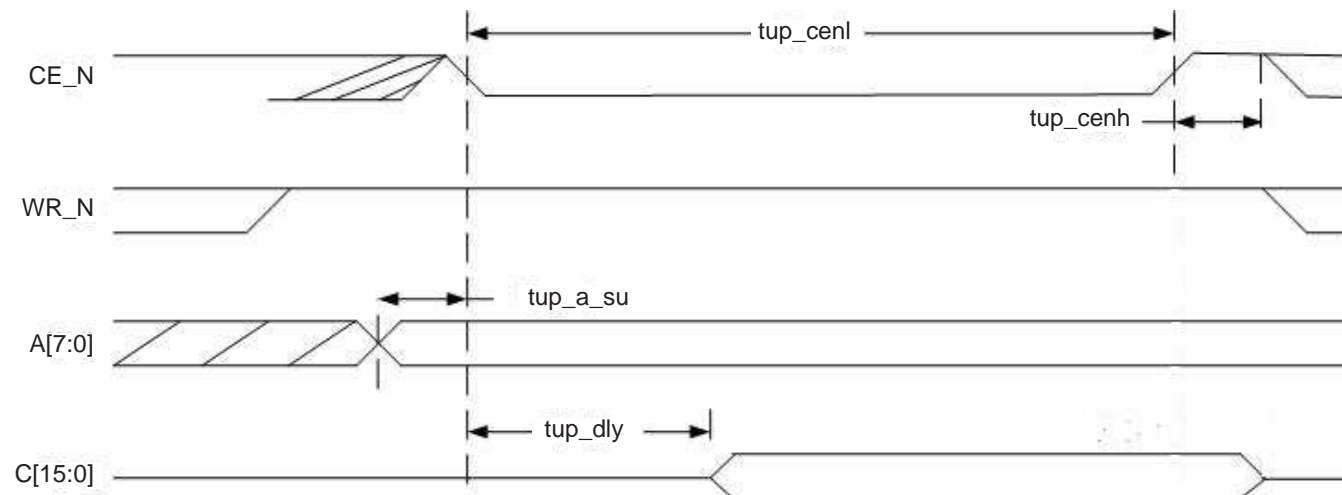 tup_cenl
CE_N
tup_cenh
WR_N
tup_a_su
A[7:0]
tup_dly
C[15:0]